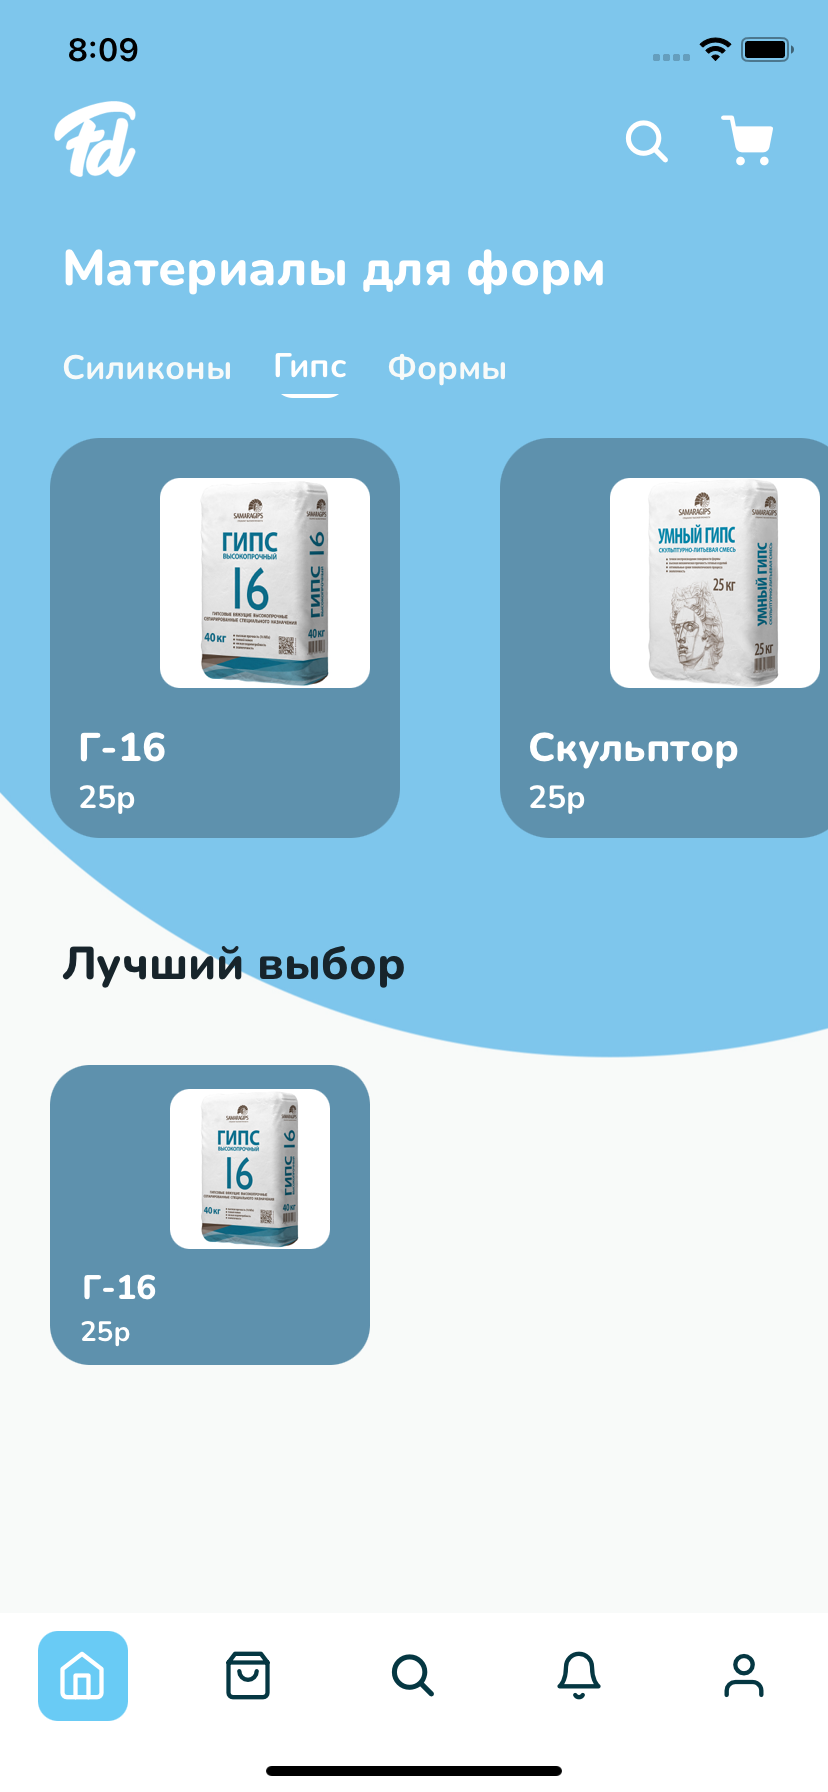 8:09
Fd
Материалы для форм
Силиконы Гипс Формы
SAMARAGIPS
ГИПС
ВЫСОКОПРОЧНЫЙ
16
40 кг
ГИПС 16
40 кг
Г-16
25р
SAMARAGIPS
УМНЫЙ ГИПС
СКУЛЬПТУРНО-ЛИТЬЕВАЯ СМЕСЬ
25 кг
УМНЫЙ ГИПС
25 кг
Скульптор
25р
Лучший выбор
SAMARAGIPS
ГИПС
ВЫСОКОПРОЧНЫЙ
16
40 кг
ГИПС 16
40 кг
Г-16
25р